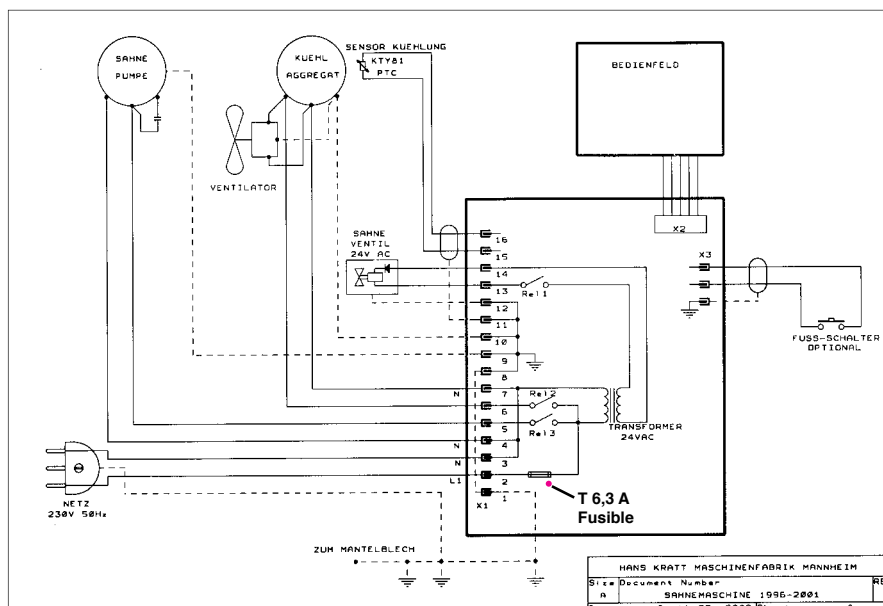 SAHNE
PUMPE
KUEHL
AGGREGAT
SENSOR KUEHLUNG
KTY81
PTC
BEDIENFELD
VENTILATOR
SAHNE
VENTIL
24V AC
X2
X3
16
15
14
13
Rel1
12
11
10
9
8
N
7
Rel2
6
Rel3
5
N
4
N
3
L1
2
1
X1
TRANSFORMER
24VAC
FUSS-SCHALTER
OPTIONAL
NETZ
230V 50Hz
T 6,3 A
Fusible
ZUM MANTELBLECH
HANS KRATT MASCHINENFABRIK MANNHEIM
Size Document Number
A SAHNEMASCHINE 1996-2001